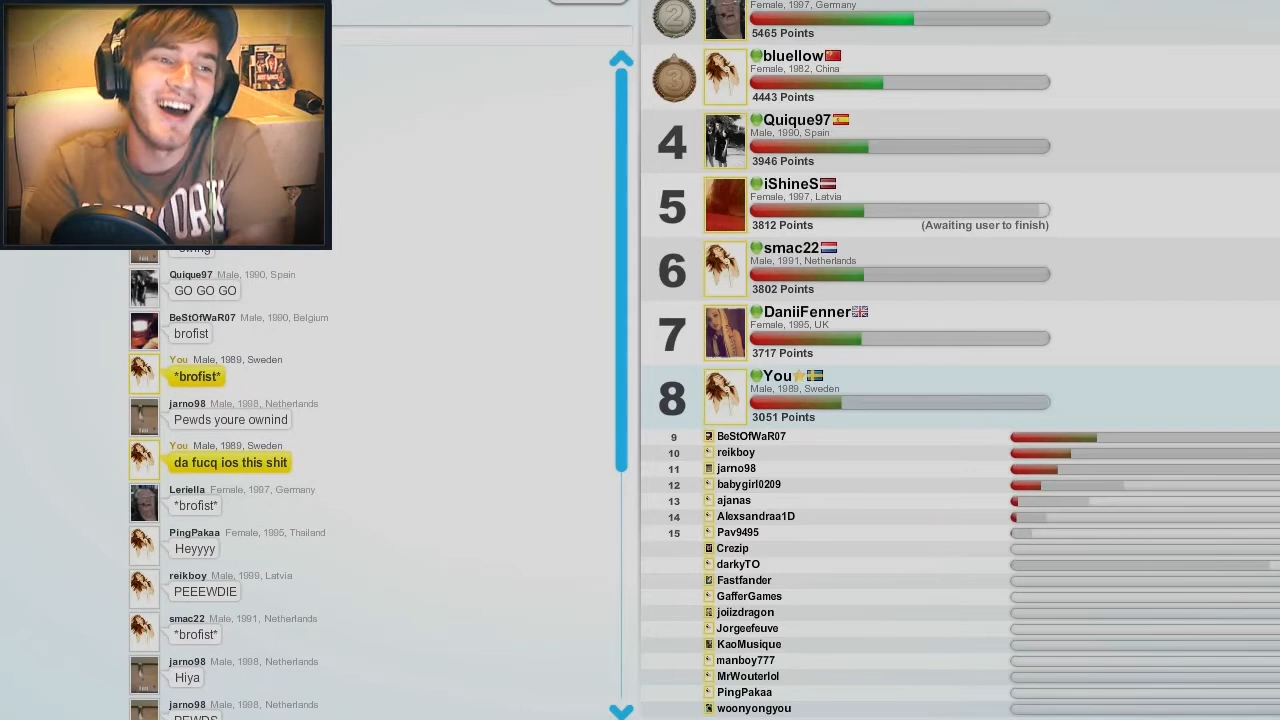 GO GO GO
Quique97 Male, 1990, Spain
BeStOfWaR07 Male, 1990, Belgium
brofist
You Male, 1989, Sweden
*brofist*
jarno98 Male, 1998, Netherlands
Pewds youre ownind
You Male, 1989, Sweden
da fucq ios this shit
Leriella Female, 1997, Germany
*brofist*
PingPakaa Female, 1995, Thailand
Heyyyy
reikboy Male, 1999, Latvia
PEEEWDIE
smac22 Male, 1991, Netherlands
*brofist*
jarno98 Male, 1998, Netherlands
Hiya
jarno98 Male, 1998, Netherlands
PEWDS
2
Female, 1997, Germany
5465 Points
3
bluellow
Female, 1982, China
4443 Points
4
Quique97
Male, 1990, Spain
3946 Points
5
iShineS
Female, 1997, Latvia
3812 Points (Awaiting user to finish)
6
smac22
Male, 1991, Netherlands
3802 Points
7
DaniiFenner
Female, 1995, UK
3717 Points
8
You
Male, 1989, Sweden
3051 Points
9 BeStOfWaR07
10 reikboy
11 jarno98
12 babygirl0209
13 ajanas
14 Alexsandraa1D
15 Pav9495
Crezip
darkyTO
Fastfander
GafferGames
joiizdragon
Jorgeefeuve
KaoMusique
manboy777
MrWouterlol
PingPakaa
woonyongyou